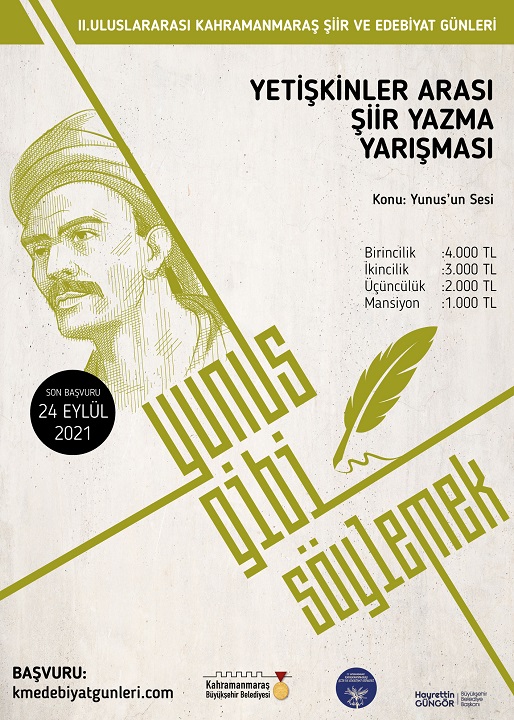 II.ULUSLARARASI KAHRAMANMARAŞ ŞİİR VE EDEBİYAT GÜNLERİ
YETİŞKİNLER ARASI
ŞİİR YAZMA
YARIŞMASI
Konu: Yunus'un Sesi
Birincilik :4.000 TL
İkincilik :3.000 TL
Üçüncülük :2.000 TL
Mansiyon :1.000 TL
SON BAŞVURU
24 EYLÜL
2021
yunus
gibi
söylemek
BAŞVURU:
kmedebiyatgunleri.com
Kahramanmaraş
Büyükşehir Belediyesi
Hayrettin
GÜNGÖR
Büyükşehir
Belediye
Başkanı